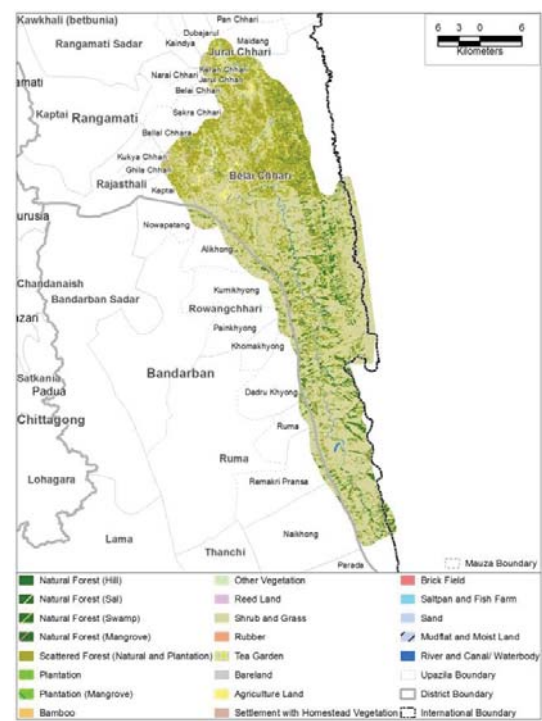 Kawkhali (betbunia)
Pan Chhari
6 3 0 6
Kilometers
Dubajarul
Rangamati Sadar
Kaindya
Maidang
Jurai Chhari
Narai Chhari
Belai Chhari
Kaptai
Rangamati
Sakra Chhari
Kukya Chhari
Ghila Chhari
Belai Chhari
Rajasthali
Kaptai
Nowapatang
Alikhong
Chandanaish
Bandarban Sadar
Kumikhyong
Rowangchhari
Painkhyong
Khomakhyong
Bandarban
Satkania
Padua
Dadru Khyong
Chittagong
Ruma
Ruma
Lohagara
Ramakri Pransa
Naikhong
Lama
Thanchi
Parada
Mauza Boundary
Natural Forest (Hill)
Natural Forest (Sal)
Natural Forest (Swamp)
Natural Forest (Mangrove)
Scattered Forest (Natural and Plantation)
Plantation
Plantation (Mangrove)
Bamboo
Other Vegetation
Reed Land
Shrub and Grass
Rubber
Tea Garden
Bareland
Agriculture Land
Settlement with Homestead Vegetation
Brick Field
Saltpan and Fish Farm
Sand
Mudflat and Moist Land
River and Canal/ Waterbody
Upazila Boundary
District Boundary
International Boundary